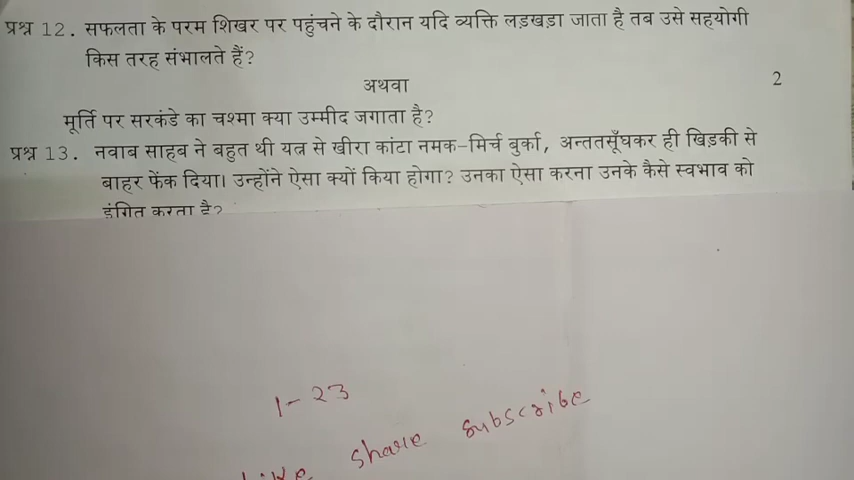 प्रश्न 12. सफलता के परम शिखर पर पहुंचने के दौरान यदि व्यक्ति लड़खड़ा जाता है तब उसे सहयोगी
किस तरह संभालते हैं?
अथवा 2
मूर्ति पर सरकंडे का चश्मा क्या उम्मीद जगाता है?
प्रश्न 13. नवाब साहब ने बहुत थी यत्न से खीरा कांटा नमक-मिर्च बुर्का, अन्ततसूँघकर ही खिड़की से
बाहर फेंक दिया। उन्होंने ऐसा क्यों किया होगा? उनका ऐसा करना उनके कैसे स्वभाव को
इंगित करता है?
1-23
like share subscribe